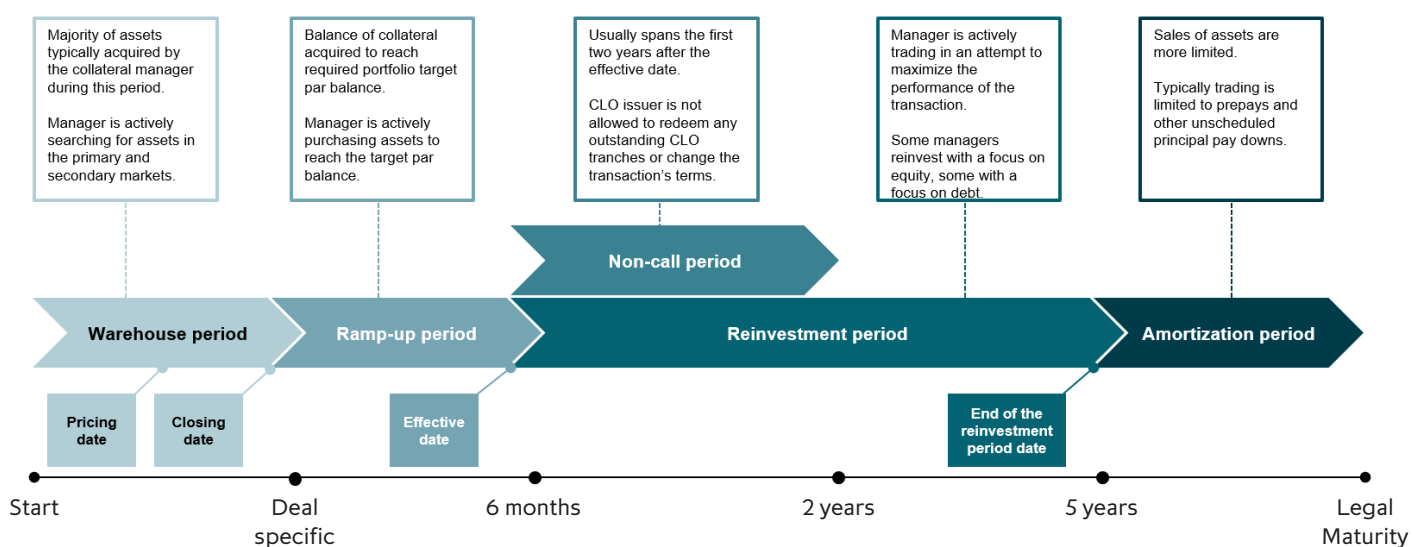 Majority of assets
typically acquired by
the collateral manager
during this period.
Manager is actively
searching for assets in
the primary and
secondary markets.
Balance of collateral
acquired to reach
required portfolio target
par balance.
Manager is actively
purchasing assets to
reach the target par
balance.
Usually spans the first
two years after the
effective date.
CLO issuer is not
allowed to redeem any
outstanding CLO
tranches or change the
transaction’s terms.
Manager is actively
trading in an attempt to
maximize the
performance of the
transaction.
Some managers
reinvest with a focus on
equity, some with a
focus on debt.
Sales of assets are
more limited.
Typically trading is
limited to prepays and
other unscheduled
principal pay downs.
Non-call period
Warehouse period
Ramp-up period
Reinvestment period
Amortization period
Pricing
date
Closing
date
Effective
date
End of the
reinvestment
period date
Start
Deal
specific
6 months
2 years
5 years
Legal
Maturity